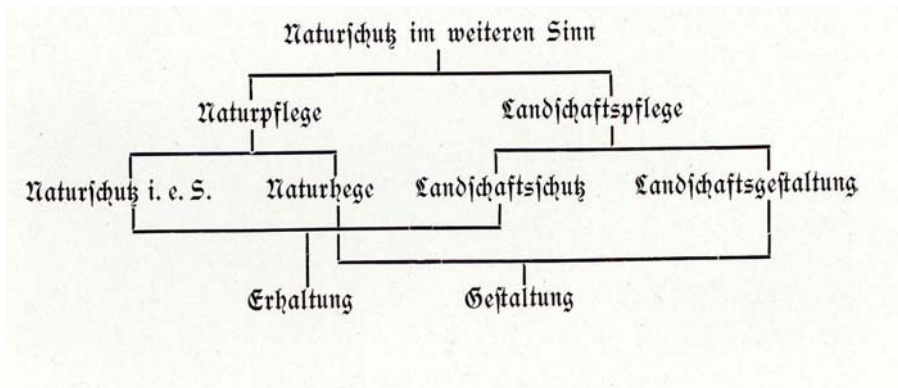 Naturſchutz im weiteren Sinn
Naturpflege Landſchaftspflege
Naturſchutz i. e. S. Naturhege Landſchaftsſchutz Landſchaftsgeſtaltung
Erhaltung Geſtaltung